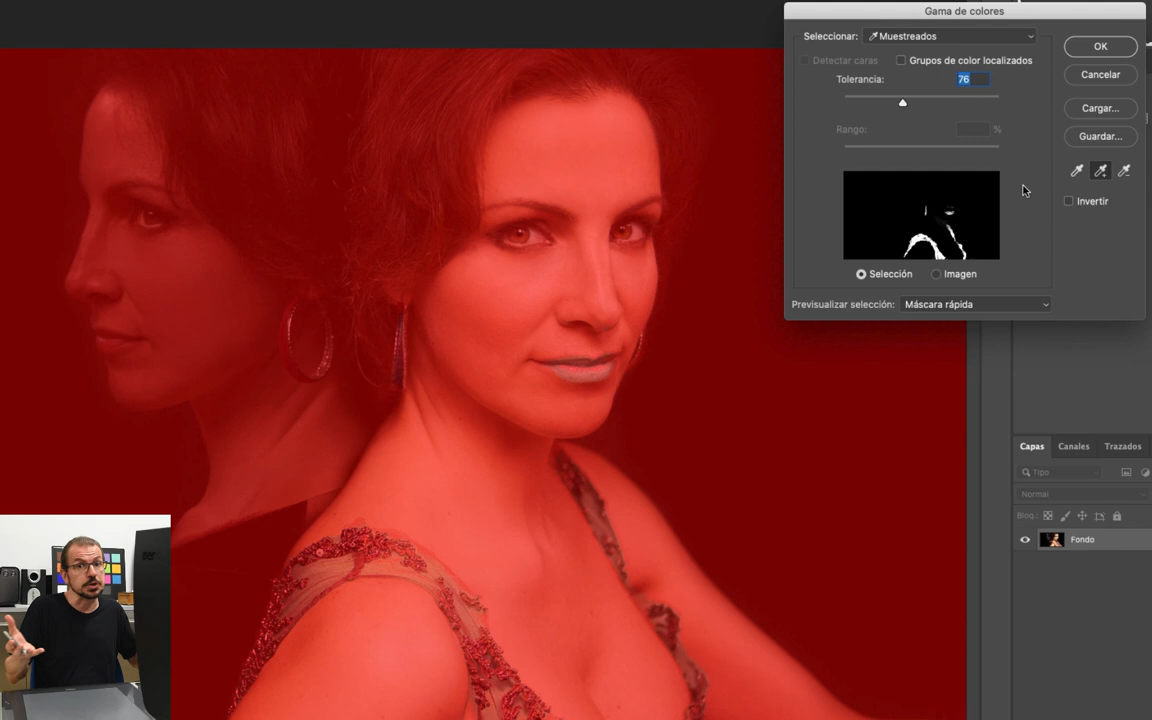 Gama de colores
Seleccionar: Muestreados
OK
Detectar caras Grupos de color localizados
Tolerancia: 76
Cancelar
Cargar...
Rango: %
Guardar...
Invertir
Selección Imagen
Previsualizar selección: Máscara rápida
Capas Canales Trazados
Tipo
Normal
Bloq.:
Fondo